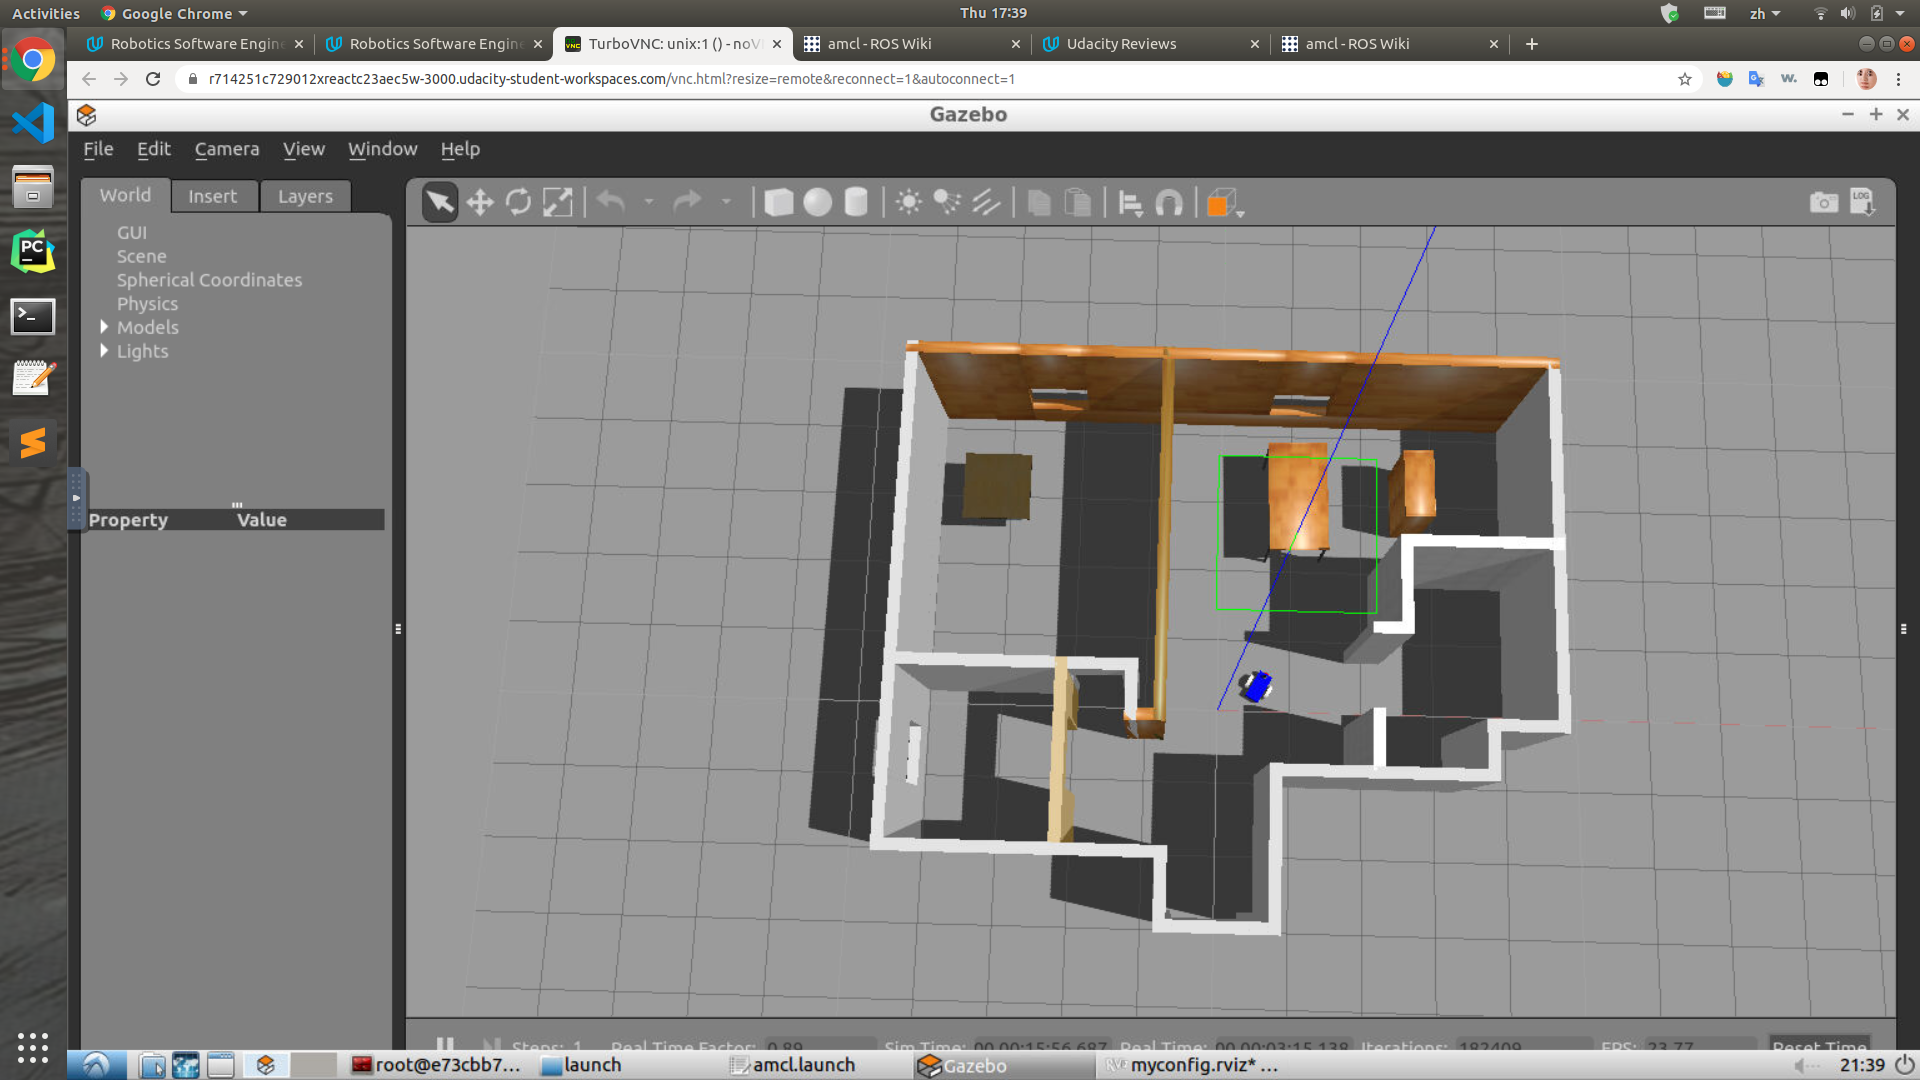 Activities Google Chrome Thu 17:39 zh
Robotics Software Engine Robotics Software Engine TurboVNC: unix:1 () - noV amcl - ROS Wiki Udacity Reviews amcl - ROS Wiki
r714251c729012xreactc23aec5w-3000.udacity-student-workspaces.com/vnc.html?resize=remote&reconnect=1&autoconnect=1
Gazebo
File Edit Camera View Window Help
World Insert Layers
LOG
GUI
Scene
Spherical Coordinates
Physics
Models
Lights
Property Value
Steps: 1 Real Time Factor: 0.89 Sim Time: 00 00:15:56.687 Real Time: 00 00:03:15.138 Iterations: 182409 FPS: 23.77 Reset Time
root@e73cbb7... launch amcl.launch Gazebo myconfig.rviz* ... 21:39